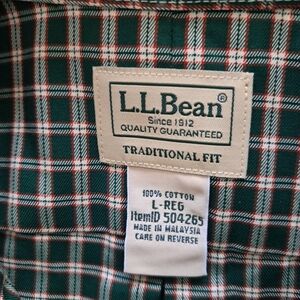 L.L.Bean®
Since 1912
QUALITY GUARANTEED
TRADITIONAL FIT
100% COTTON
L-REG
ItemID 504265
MADE IN MALAYSIA
CARE ON REVERSE